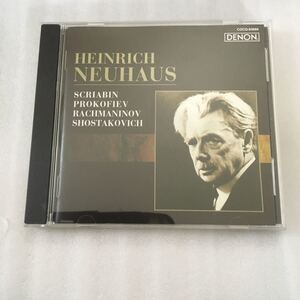 DENON
HEINRICH
NEUHAUS
SCRIABIN
PROKOFIEV
RACHMANINOV
SHOSTAKOVICH